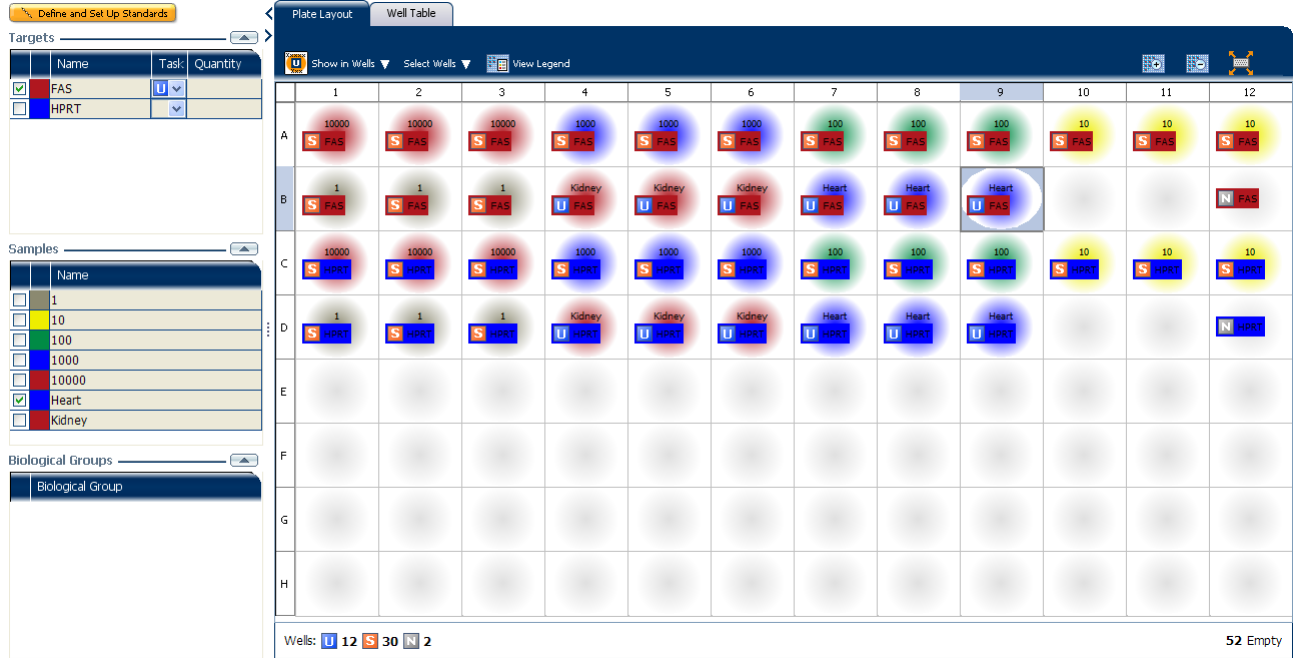 Define and Set Up Standards
Plate Layout Well Table
Targets
Name Task Quantity
FAS U
HPRT
U Show in Wells ▼ Select Wells ▼ View Legend
1 2 3 4 5 6 7 8 9 10 11 12
A
10000 10000 10000 1000 1000 1000 100 100 100 10 10 10
S FAS S FAS S FAS S FAS S FAS S FAS S FAS S FAS S FAS S FAS S FAS S FAS
B
1 1 1 Kidney Kidney Kidney Heart Heart Heart
S FAS S FAS S FAS U FAS U FAS U FAS U FAS U FAS U FAS N FAS
C
10000 10000 10000 1000 1000 1000 100 100 100 10 10 10
S HPRT S HPRT S HPRT S HPRT S HPRT S HPRT S HPRT S HPRT S HPRT S HPRT S HPRT S HPRT
D
1 1 1 Kidney Kidney Kidney Heart Heart Heart
S HPRT S HPRT S HPRT U HPRT U HPRT U HPRT U HPRT U HPRT U HPRT N HPRT
E
F
G
H
Samples
Name
1
10
100
1000
10000
Heart
Kidney
Biological Groups
Biological Group
Wells: U 12 S 30 N 2
52 Empty